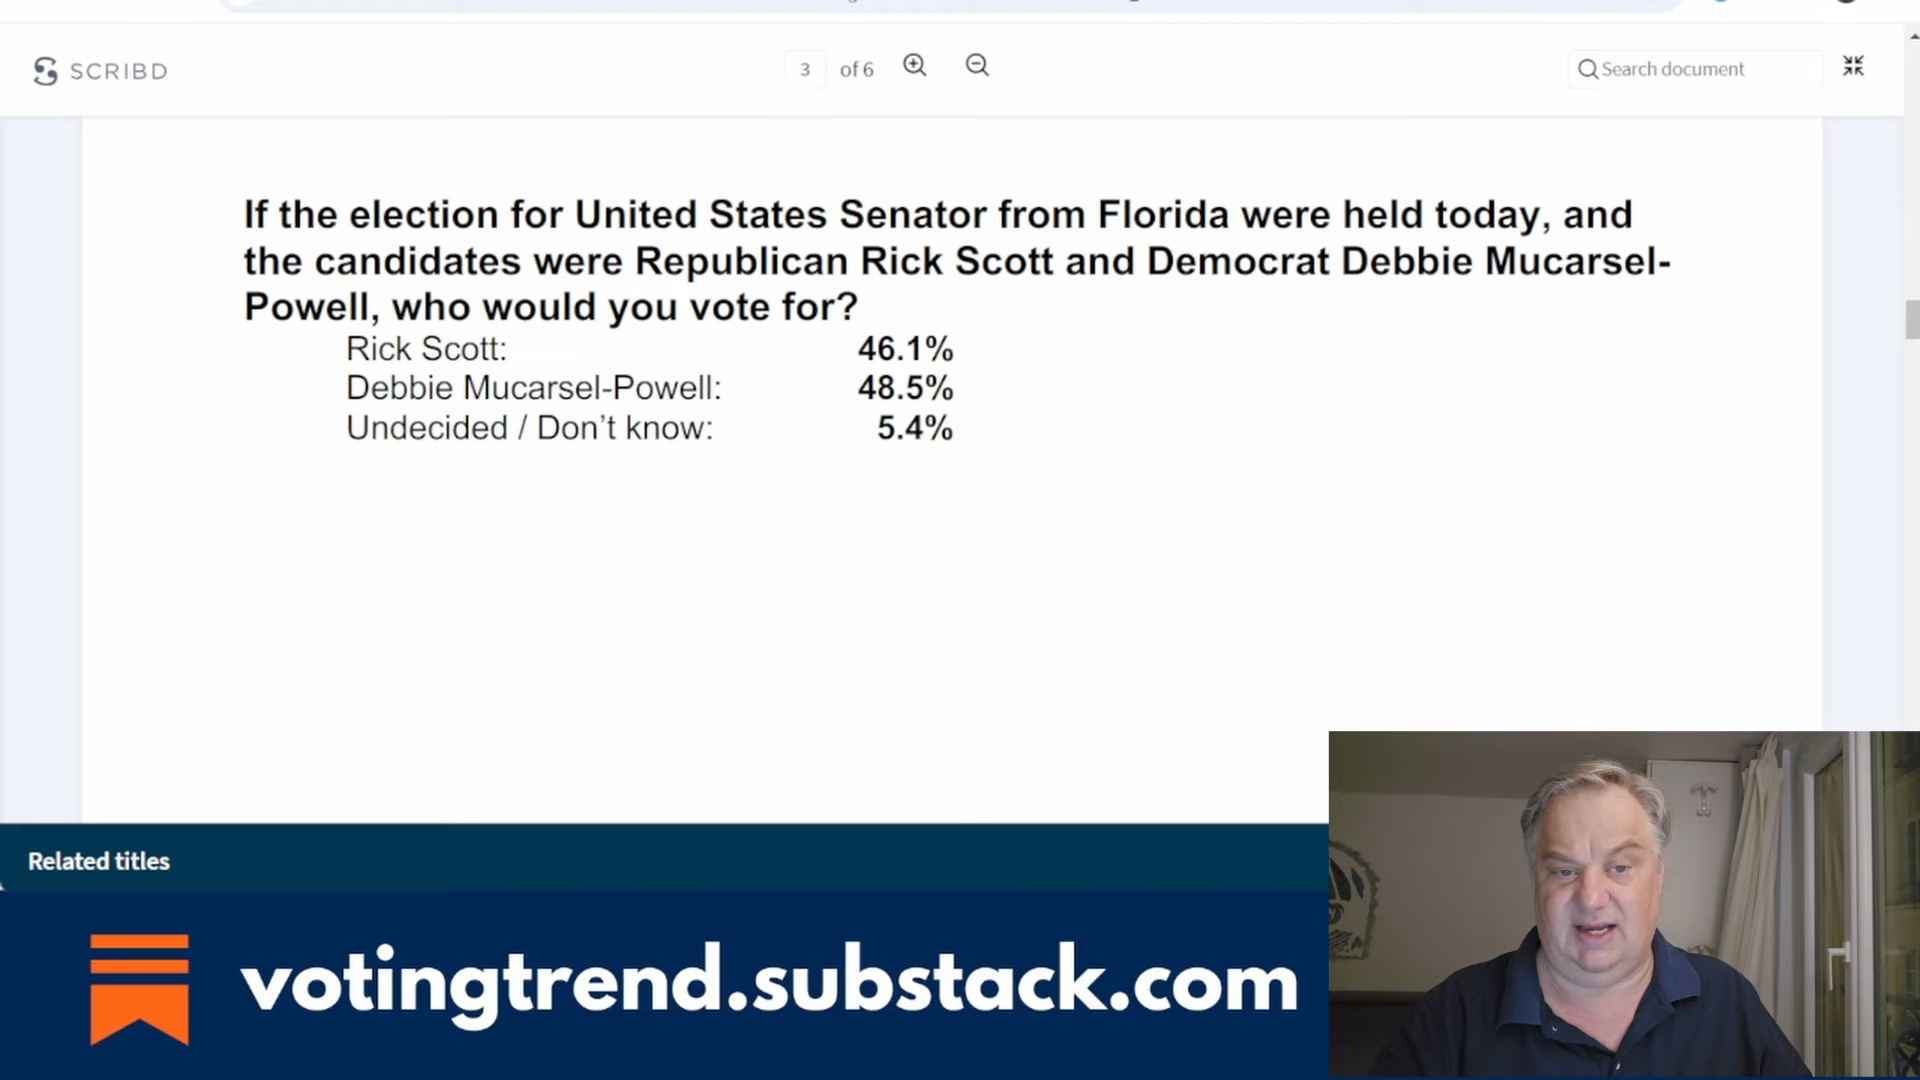 SCRIBD
3 of 6
Search document
If the election for United States Senator from Florida were held today, and
the candidates were Republican Rick Scott and Democrat Debbie Mucarsel-
Powell, who would you vote for?
Rick Scott: 46.1%
Debbie Mucarsel-Powell: 48.5%
Undecided / Don't know: 5.4%
Related titles
votingtrend.substack.com